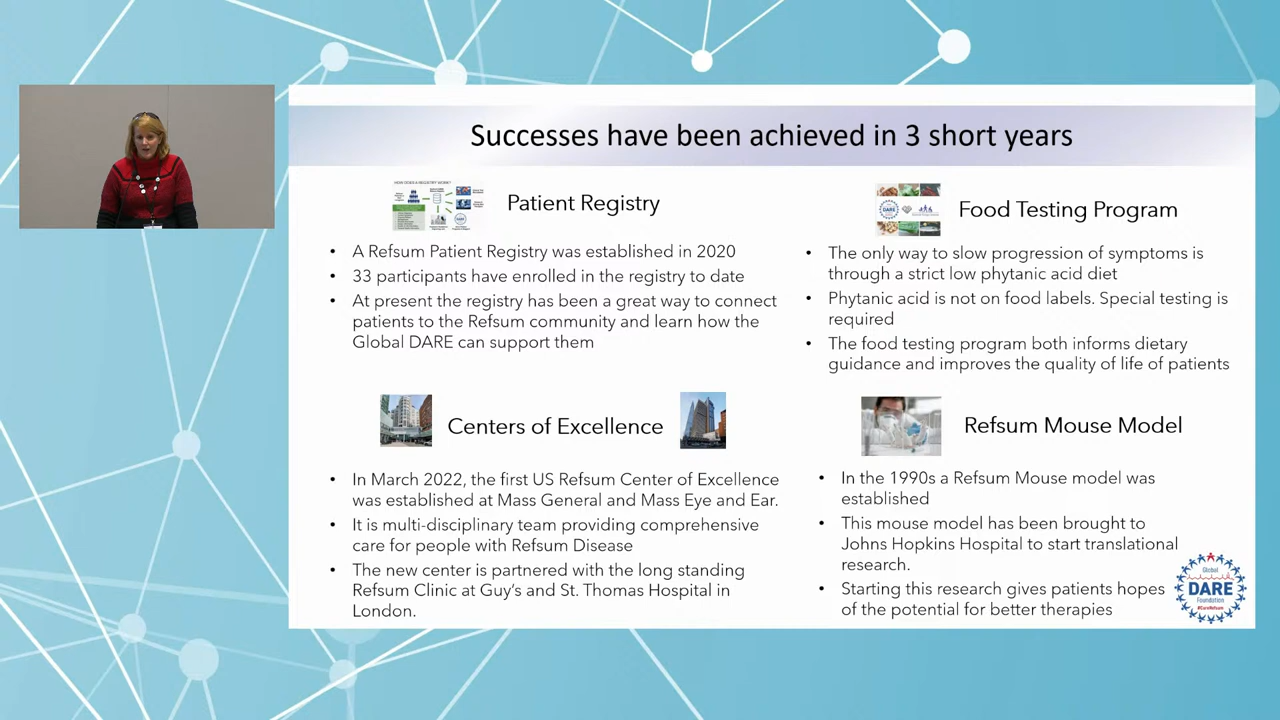 Successes have been achieved in 3 short years
HOW DOES A REGISTRY WORK?
Patient Registry
• A Refsum Patient Registry was established in 2020
• 33 participants have enrolled in the registry to date
• At present the registry has been a great way to connect
patients to the Refsum community and learn how the
Global DARE can support them
DARE
Food Testing Program
• The only way to slow progression of symptoms is
through a strict low phytanic acid diet
• Phytanic acid is not on food labels. Special testing is
required
• The food testing program both informs dietary
guidance and improves the quality of life of patients
Centers of Excellence
• In March 2022, the first US Refsum Center of Excellence
was established at Mass General and Mass Eye and Ear.
• It is multi-disciplinary team providing comprehensive
care for people with Refsum Disease
• The new center is partnered with the long standing
Refsum Clinic at Guy's and St. Thomas Hospital in
London.
Refsum Mouse Model
• In the 1990s a Refsum Mouse model was
established
• This mouse model has been brought to
Johns Hopkins Hospital to start translational
research.
• Starting this research gives patients hopes
of the potential for better therapies
Global
DARE
Foundation
#CureRefsum